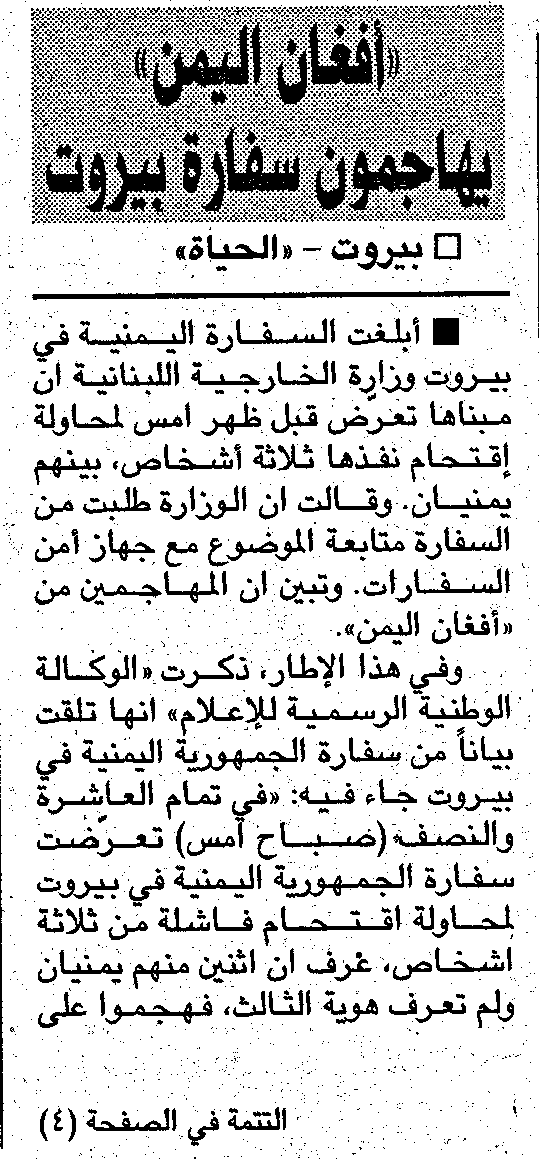 «أفغان اليمن»
يهاجمون سفارة بيروت
□ بيروت – «الحياة»
■ أبلغت السفارة اليمنية في
بيروت وزارة الخارجية اللبنانية ان
مبناها تعرّض قبل ظهر امس لمحاولة
إقتحام نفذها ثلاثة أشخاص، بينهم
يمنيان. وقالت ان الوزارة طلبت من
السفارة متابعة الموضوع مع جهاز أمن
السفارات. وتبين ان المهاجمين من
«أفغان اليمن».
وفي هذا الإطار، ذكرت «الوكالة
الوطنية الرسمية للإعلام» انها تلقت
بياناً من سفارة الجمهورية اليمنية في
بيروت جاء فيه: «في تمام العاشرة
والنصف (صباح أمس) تعرّضت
سفارة الجمهورية اليمنية في بيروت
لمحاولة اقتحام فاشلة من ثلاثة
اشخاص، عُرف ان اثنين منهم يمنيان
ولم تعرف هوية الثالث، فهجموا على
التتمة في الصفحة (٤)